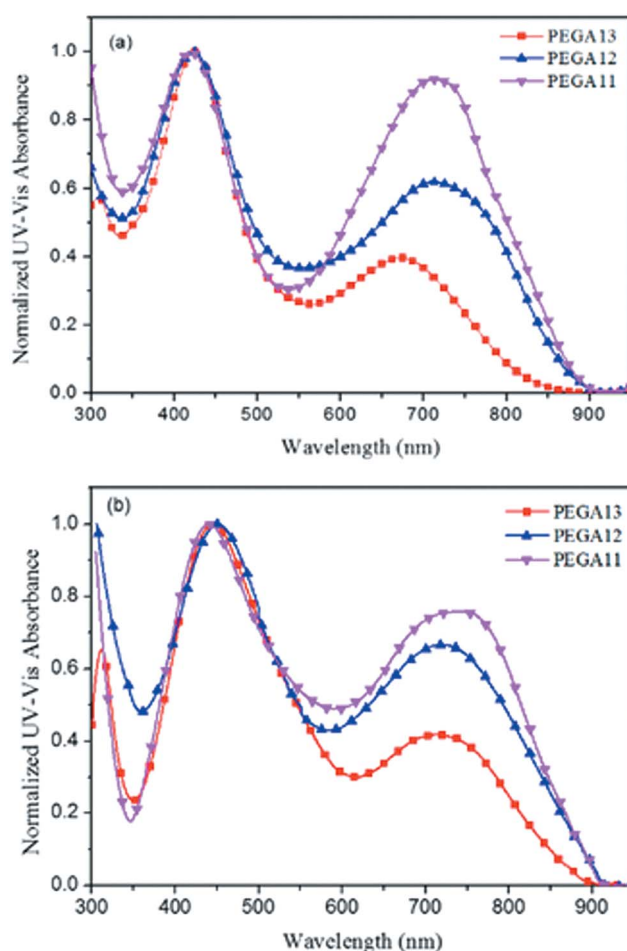 (a)
PEGA13
PEGA12
PEGA11
Normalized UV-Vis Absorbance
1.0
0.8
0.6
0.4
0.2
0.0
300 400 500 600 700 800 900
Wavelength (nm)
(b)
PEGA13
PEGA12
PEGA11
Normalized UV-Vis Absorbance
1.0
0.8
0.6
0.4
0.2
0.0
300 400 500 600 700 800 900
Wavelength (nm)